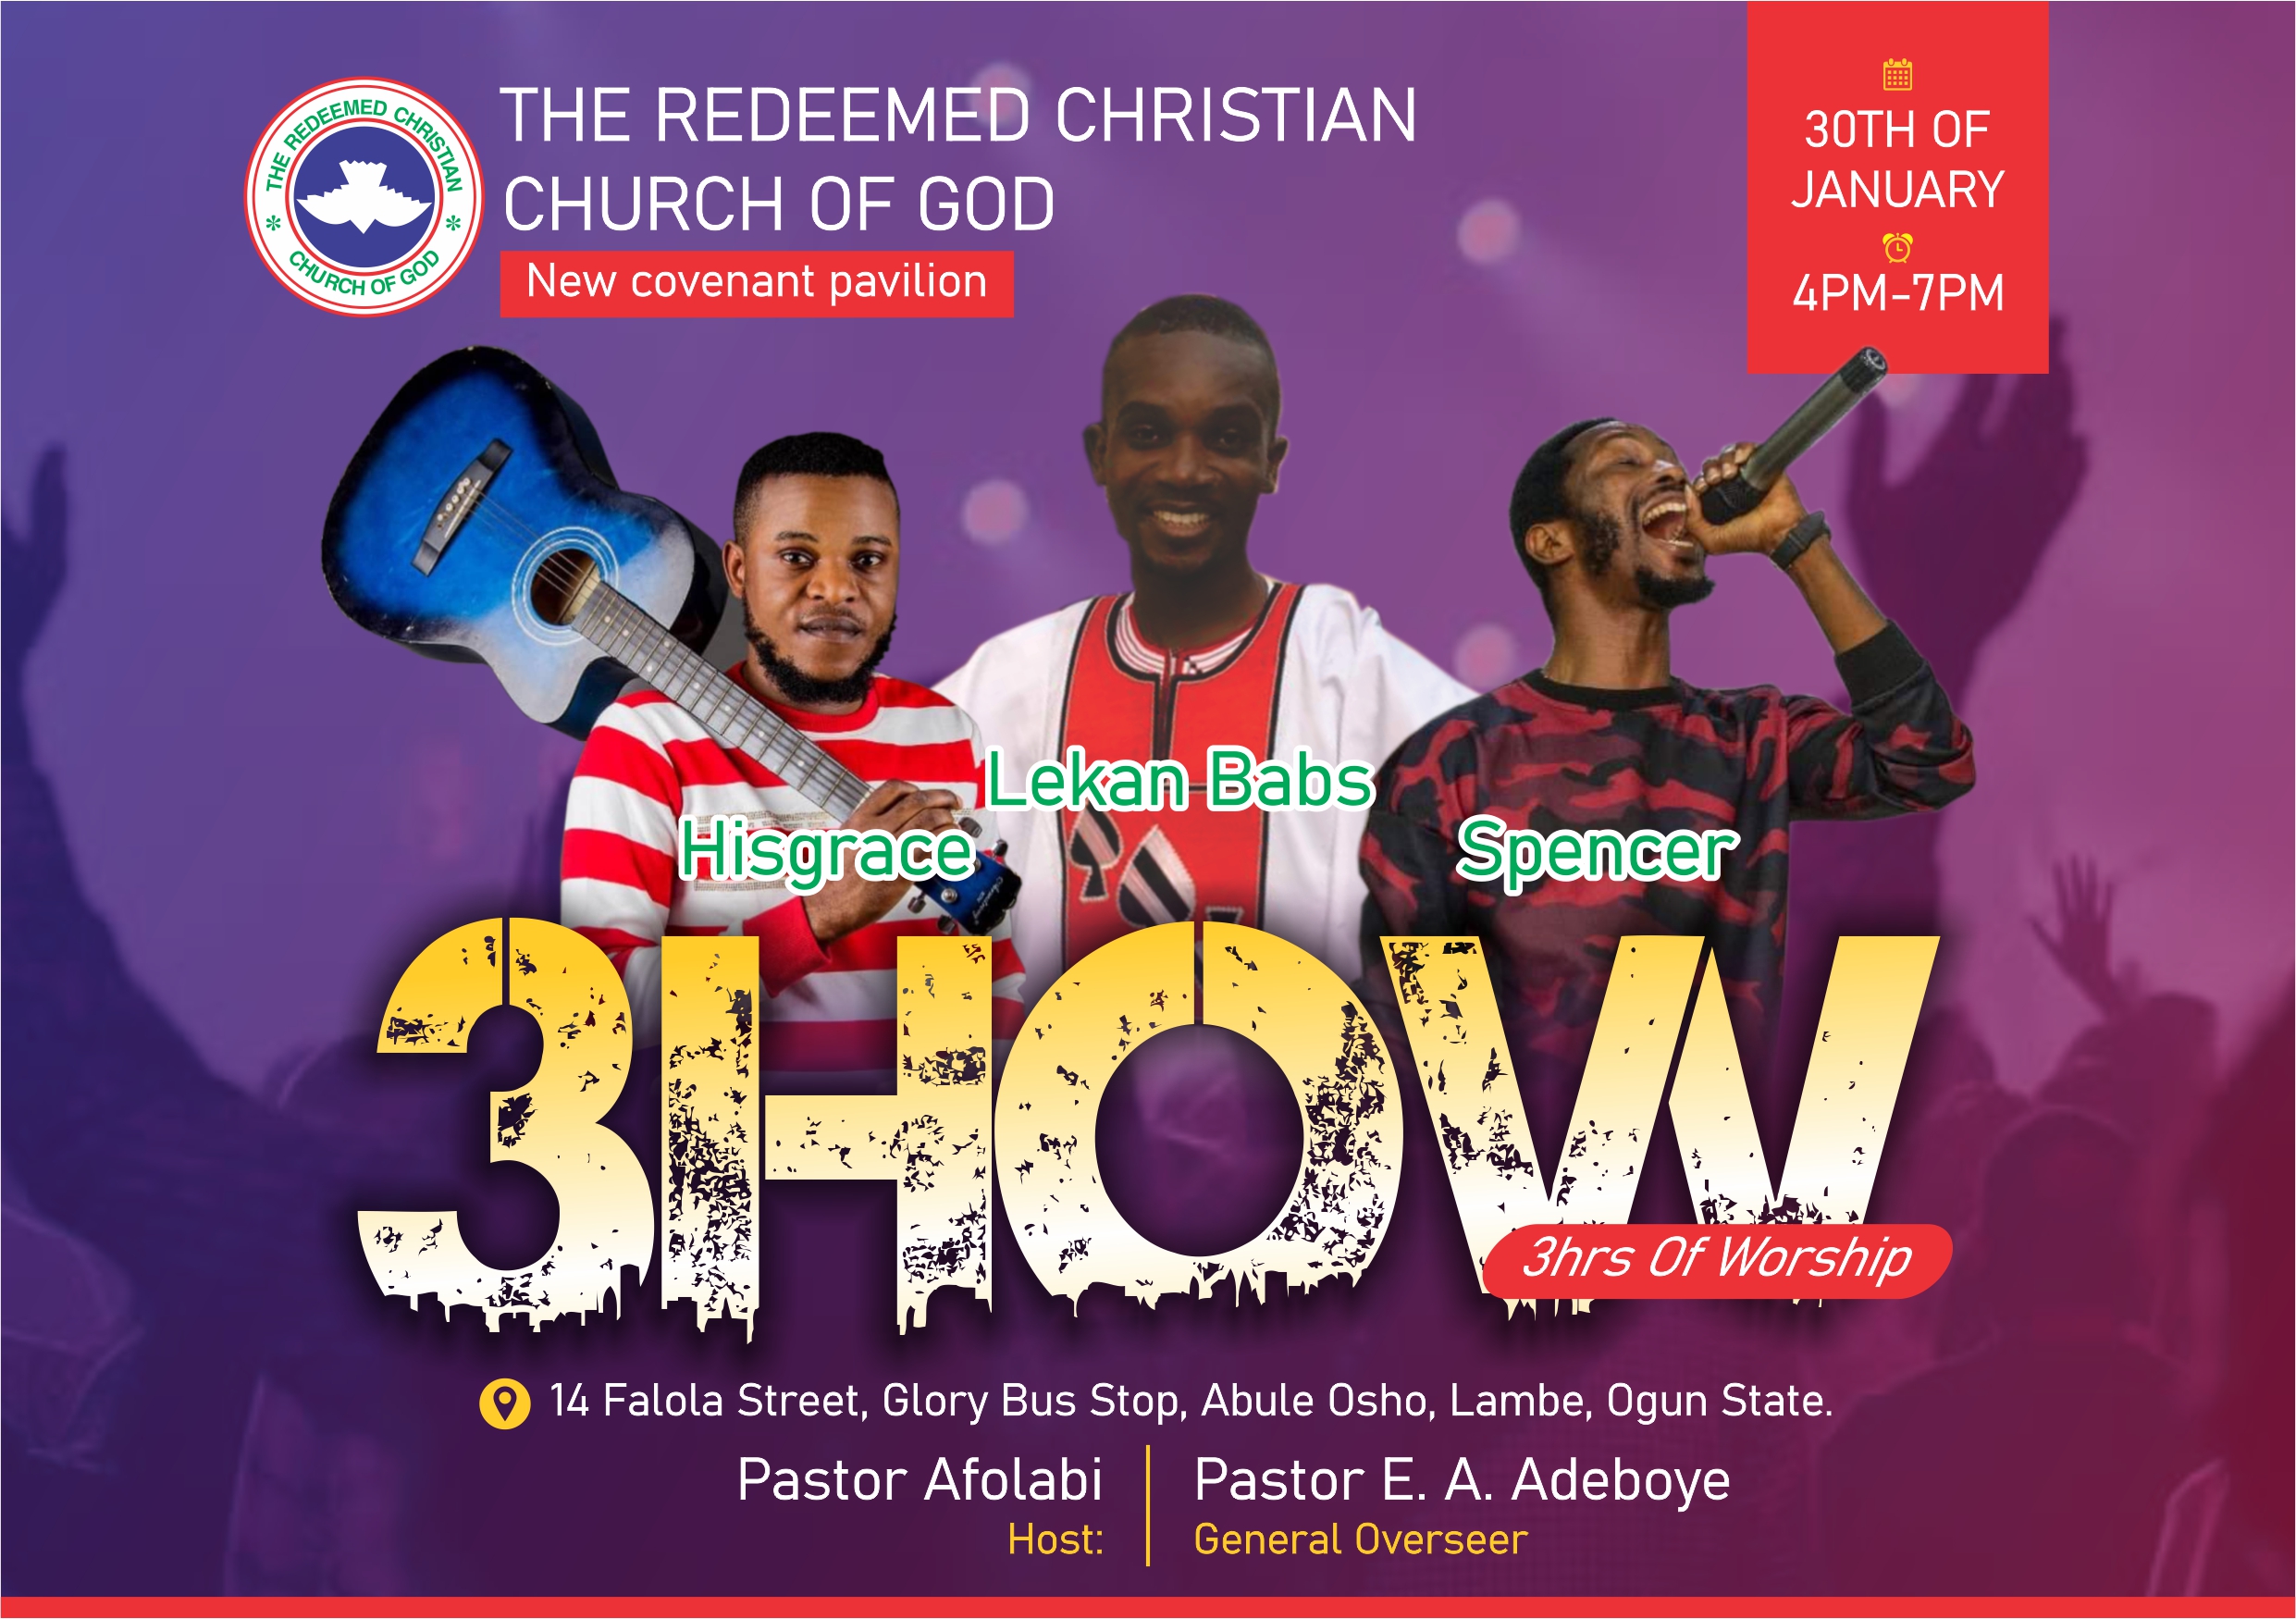 THE REDEEMED CHRISTIAN
CHURCH OF GOD
THE REDEEMED CHRISTIAN
CHURCH OF GOD
New covenant pavilion
30TH OF
JANUARY
4PM-7PM
Lekan Babs
Hisgrace
Spencer
3HOW
3hrs Of Worship
14 Falola Street, Glory Bus Stop, Abule Osho, Lambe, Ogun State.
Pastor Afolabi
Host:
Pastor E. A. Adeboye
General Overseer